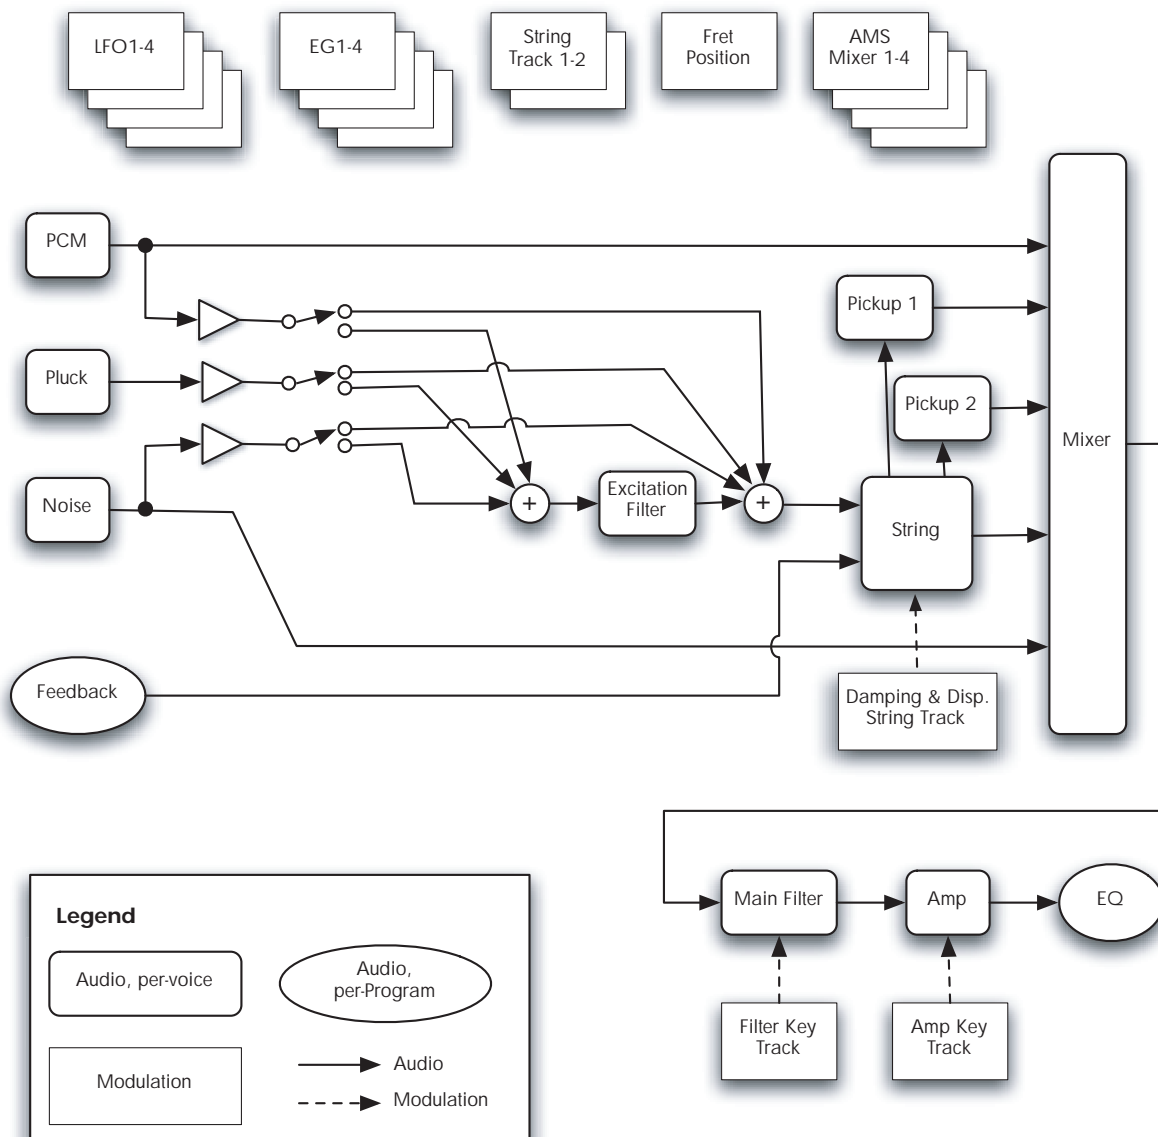 LFO1-4
EG1-4
String
Track 1-2
Fret
Position
AMS
Mixer 1-4
PCM
Pickup 1
Pluck
Pickup 2
Mixer
Noise
+
Excitation
Filter
+
String
Feedback
Damping & Disp.
String Track
Main Filter
Amp
EQ
Filter Key
Track
Amp Key
Track
Legend
Audio, per-voice
Audio,
per-Program
Modulation
Audio
Modulation